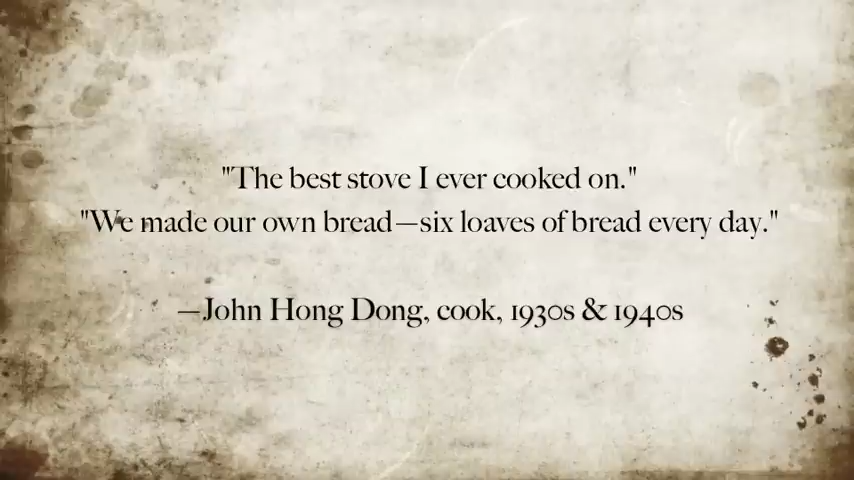 "The best stove I ever cooked on."
"We made our own bread—six loaves of bread every day."
—John Hong Dong, cook, 1930s & 1940s